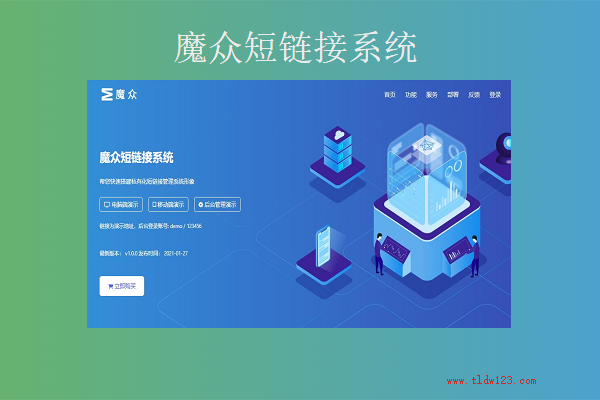 魔众短链接系统
魔众
首页 功能 服务 部署 反馈 登录
魔众短链接系统
帮您快速搭建私有化短链接管理系统形象
电脑端演示 移动端演示 后台管理演示
链接为演示地址，后台登录账号: demo / 123456
最新版本： v1.0.0 发布时间： 2021-01-27
立即购买
www.tldw123.com